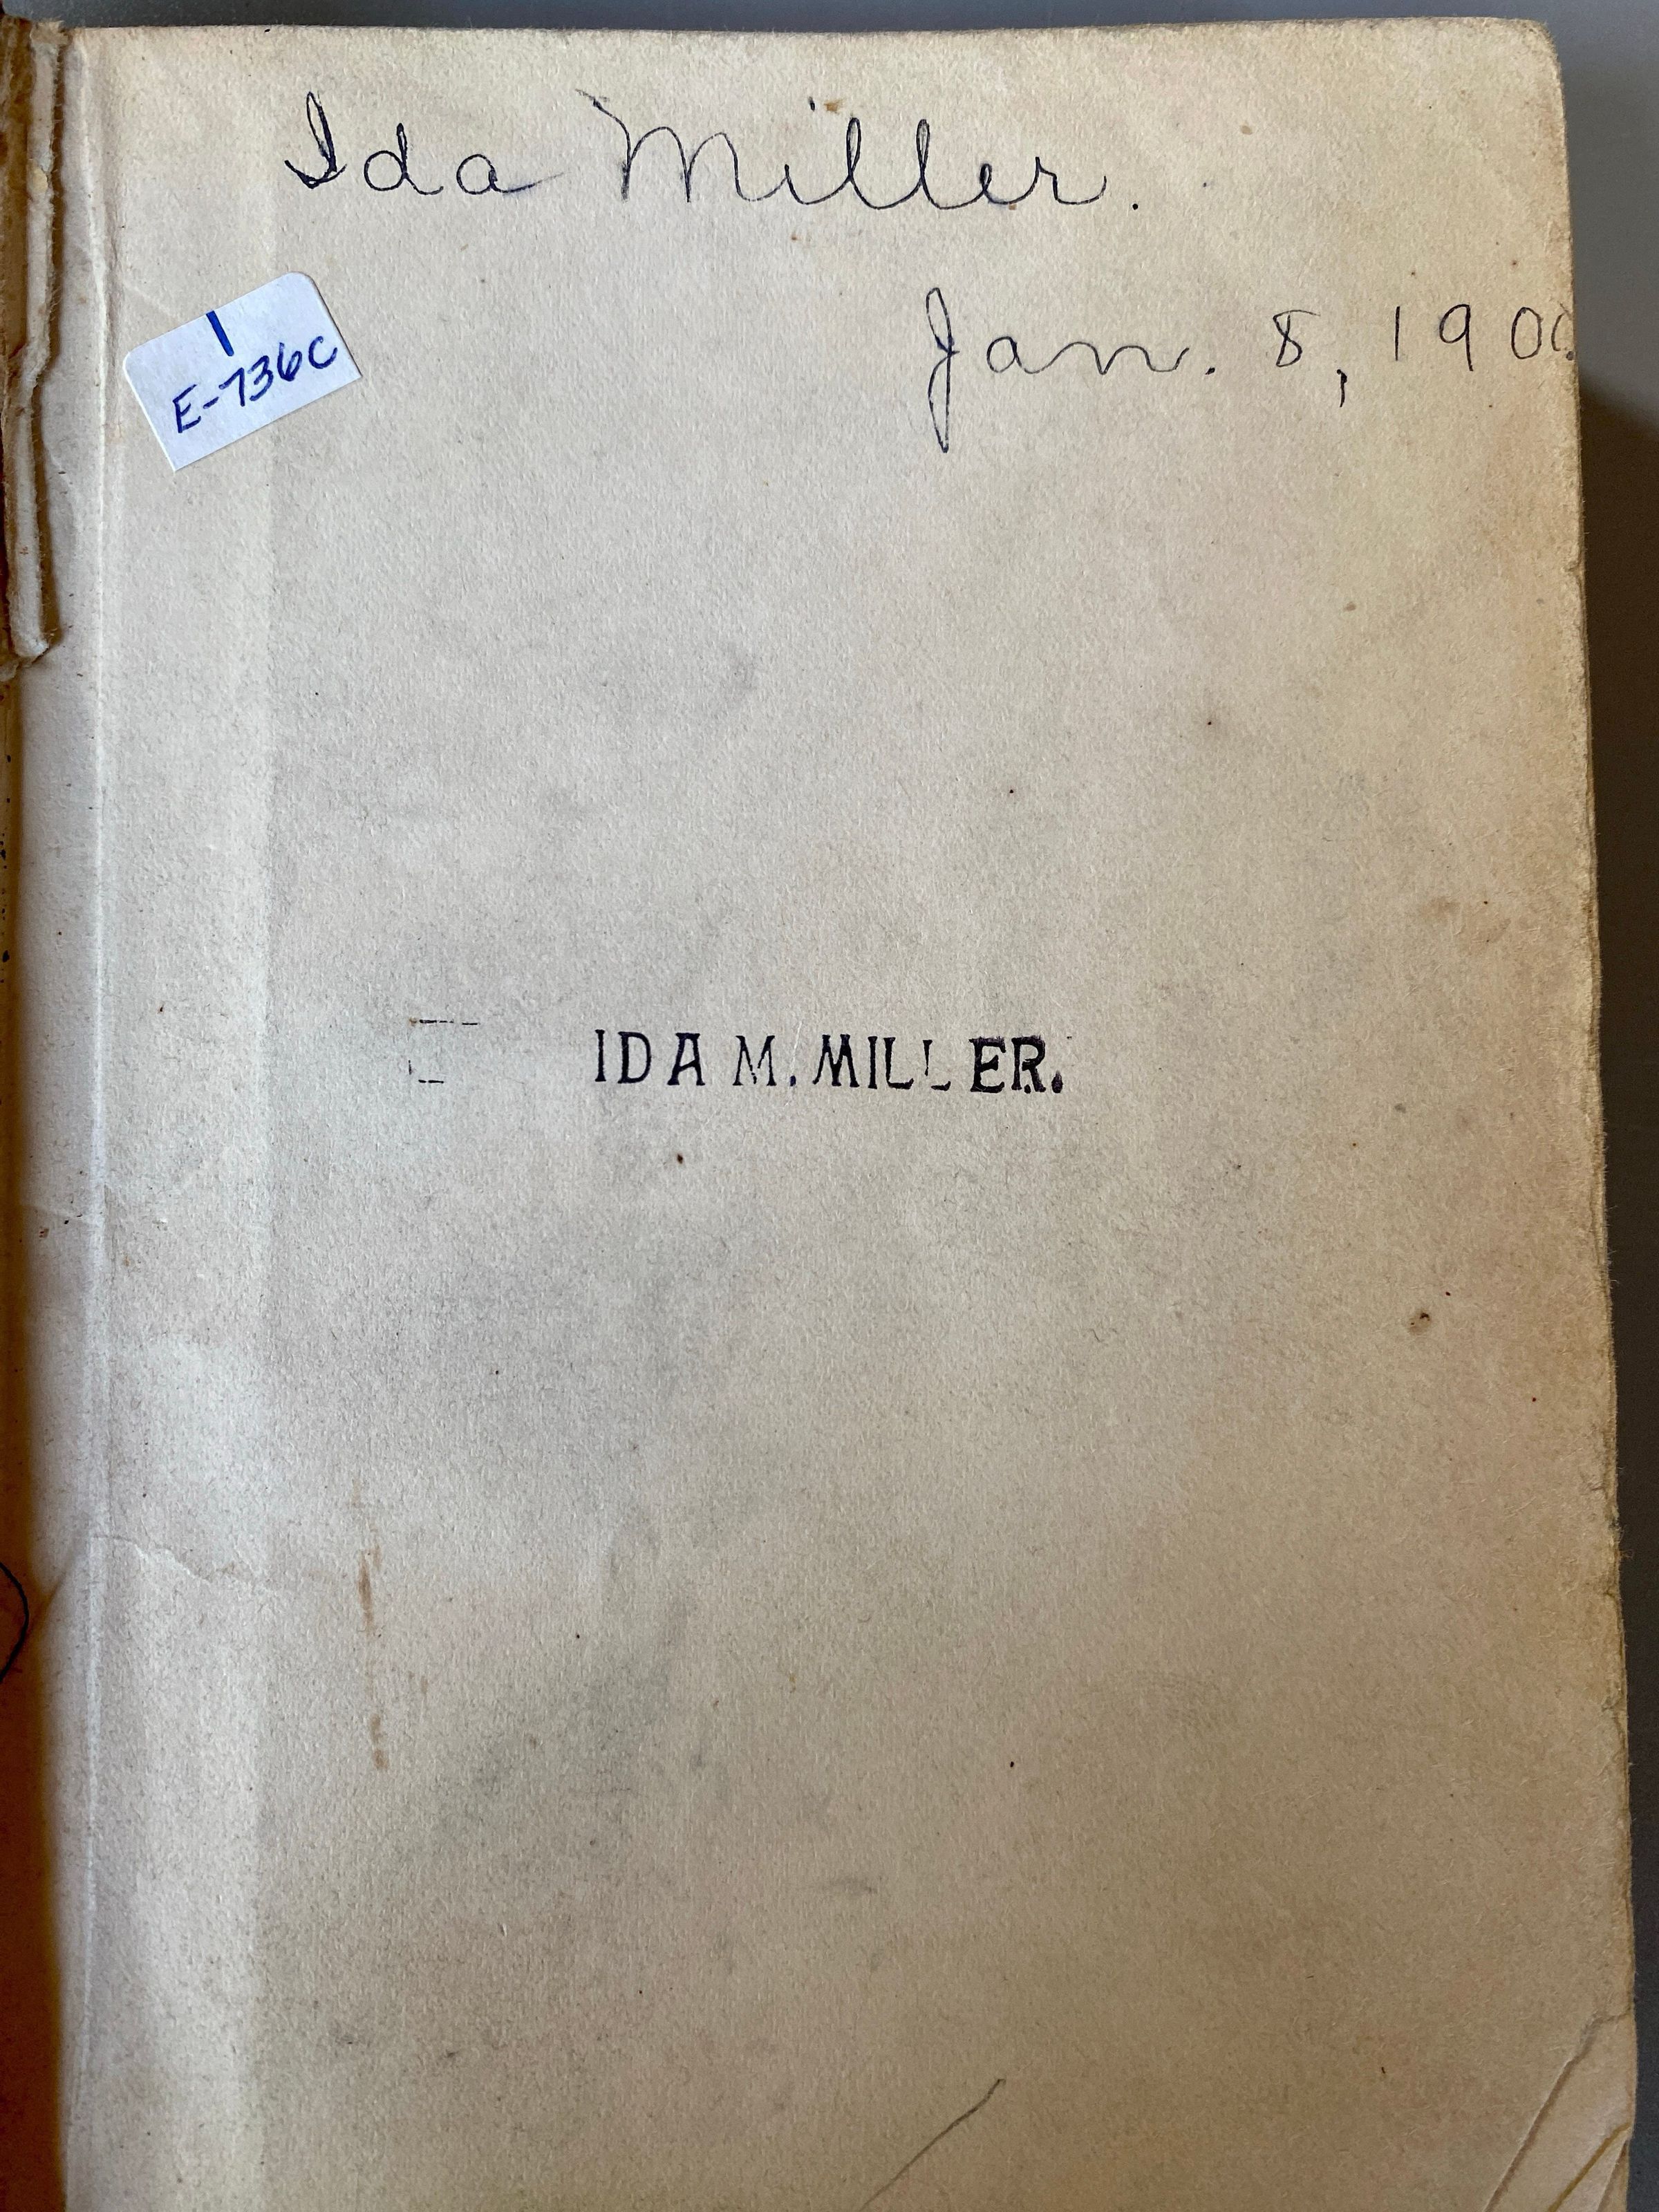 Ida Miller.
Jan. 8, 190
E-736C
IDA M. MILLER.